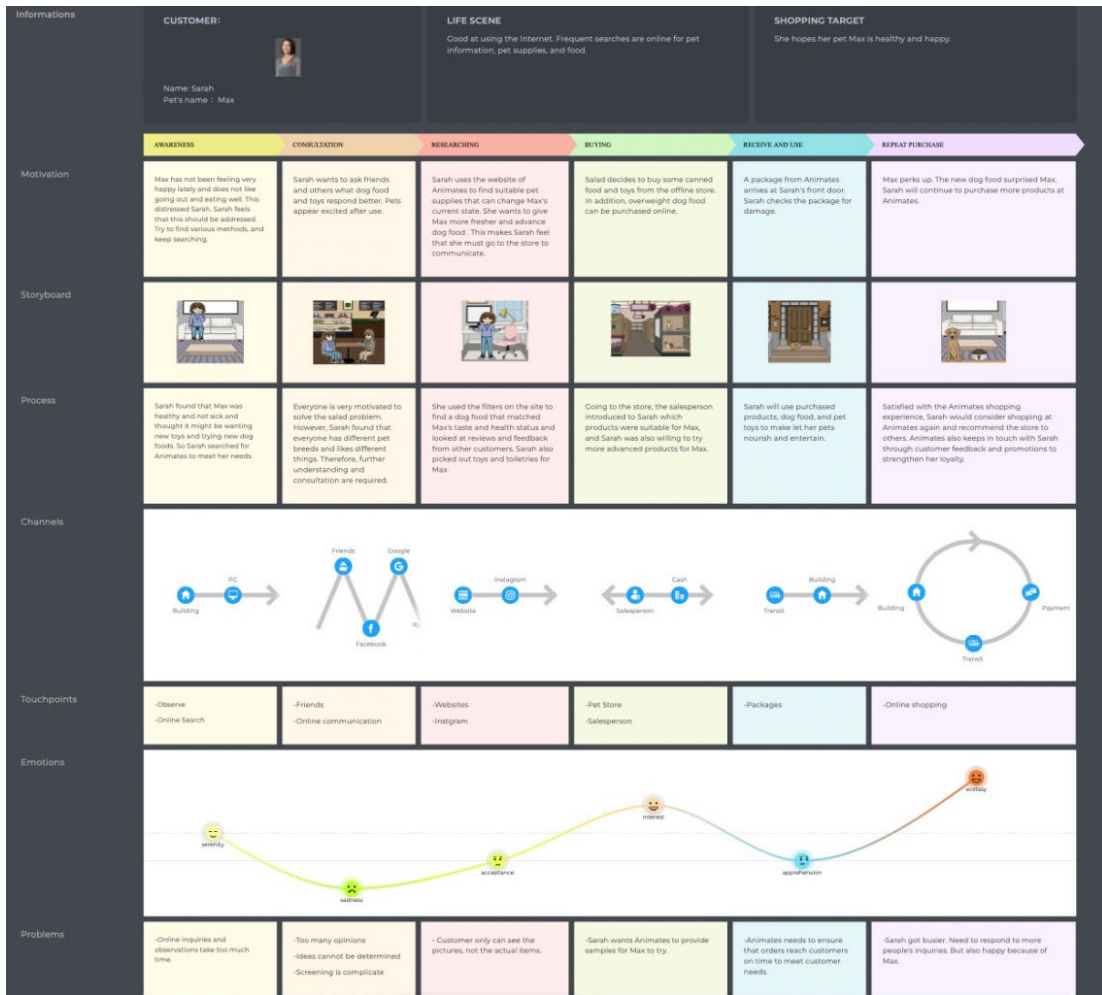 Informations
CUSTOMER:
Name: Sarah
Pet's name : Max
LIFE SCENE
Good at using the Internet. Frequent searches are online for pet
information, pet supplies, and food.
SHOPPING TARGET
She hopes her pet Max is healthy and happy.
AWARENESS
CONSULTATION
RESEARCHING
BUYING
RECEIVE AND USE
REPEAT PURCHASE
Motivation
Max has not been feeling very
happy lately and does not like
going out and eating well. This
distressed Sarah. Sarah feels
that this should be addressed.
Try to find various methods, and
keep searching.
Sarah wants to ask friends
and others what dog food
and toys respond better. Pets
appear excited after use.
Sarah uses the website of
Animates to find suitable pet
supplies that can change Max's
current state. She wants to give
Max more fresher and advance
dog food . This makes Sarah feel
that she must go to the store to
communicate.
Salad decides to buy some canned
food and toys from the offline store.
In addition, overweight dog food
can be purchased online.
A package from Animates
arrives at Sarah's front door.
Sarah checks the package for
damage.
Max perks up. The new dog food surprised Max.
Sarah will continue to purchase more products at
Animates.
Storyboard
Process
Sarah found that Max was
healthy and not sick and
thought it might be wanting
new toys and trying new dog
foods. So Sarah searched for
Animates to meet her needs.
Everyone is very motivated to
solve the salad problem.
However, Sarah found that
everyone has different pet
breeds and likes different
things. Therefore, further
understanding and
consultation are required.
She used the filters on the site to
find a dog food that matched
Max's taste and health status and
looked at reviews and feedback
from other customers. Sarah also
picked out toys and toiletries for
Max.
Going to the store, the salesperson
introduced to Sarah which
products were suitable for Max,
and Sarah was also willing to try
more advanced products for Max.
Sarah will use purchased
products, dog food, and pet
toys to make let her pets
nourish and entertain.
Satisfied with the Animates shopping
experience, Sarah would consider shopping at
Animates again and recommend the store to
others. Animates also keeps in touch with Sarah
through customer feedback and promotions to
strengthen her loyalty.
Channels
Building
PC
Friends
Facebook
Google
Website
Instagram
Salesperson
Cash
Transit
Building
Building
Transit
Payment
Touchpoints
-Observe
-Online Search
-Friends
-Online communication
-Websites
-Instgram
-Pet Store
-Salesperson
-Packages
-Online shopping
Emotions
serenity
sadness
acceptance
interest
apprehension
ecstasy
Problems
-Online inquiries and
observations take too much
time.
-Too many opinions
-Ideas cannot be determined
-Screening is complicate
- Customer only can see the
pictures, not the actual items.
-Sarah wants Animates to provide
samples for Max to try.
-Animates needs to ensure
that orders reach customers
on time to meet customer
needs.
-Sarah got busier. Need to respond to more
people's inquiries. But also happy because of
Max.